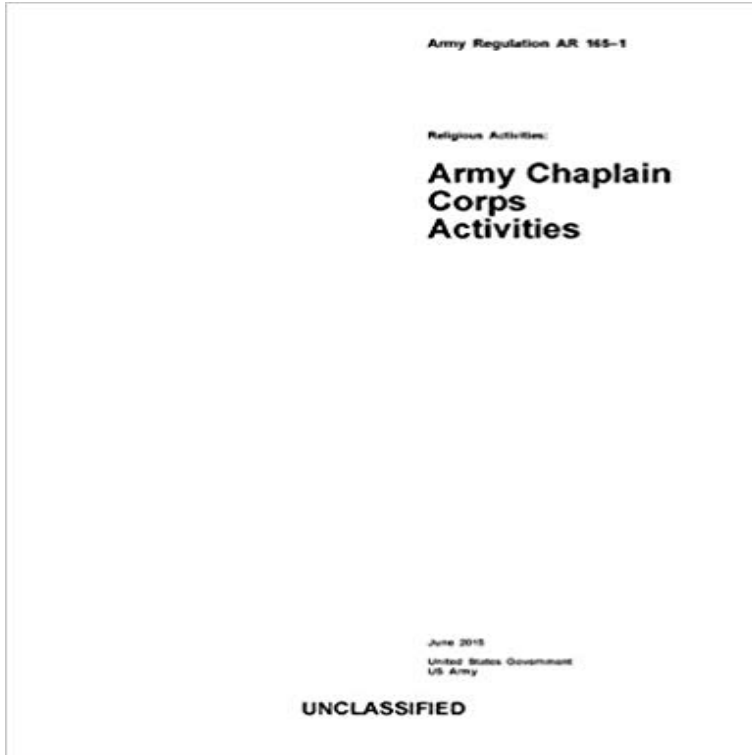 Army Regulation AR 165–1
Religious Activities:
Army Chaplain
Corps
Activities
June 2015
United States Government
US Army
UNCLASSIFIED